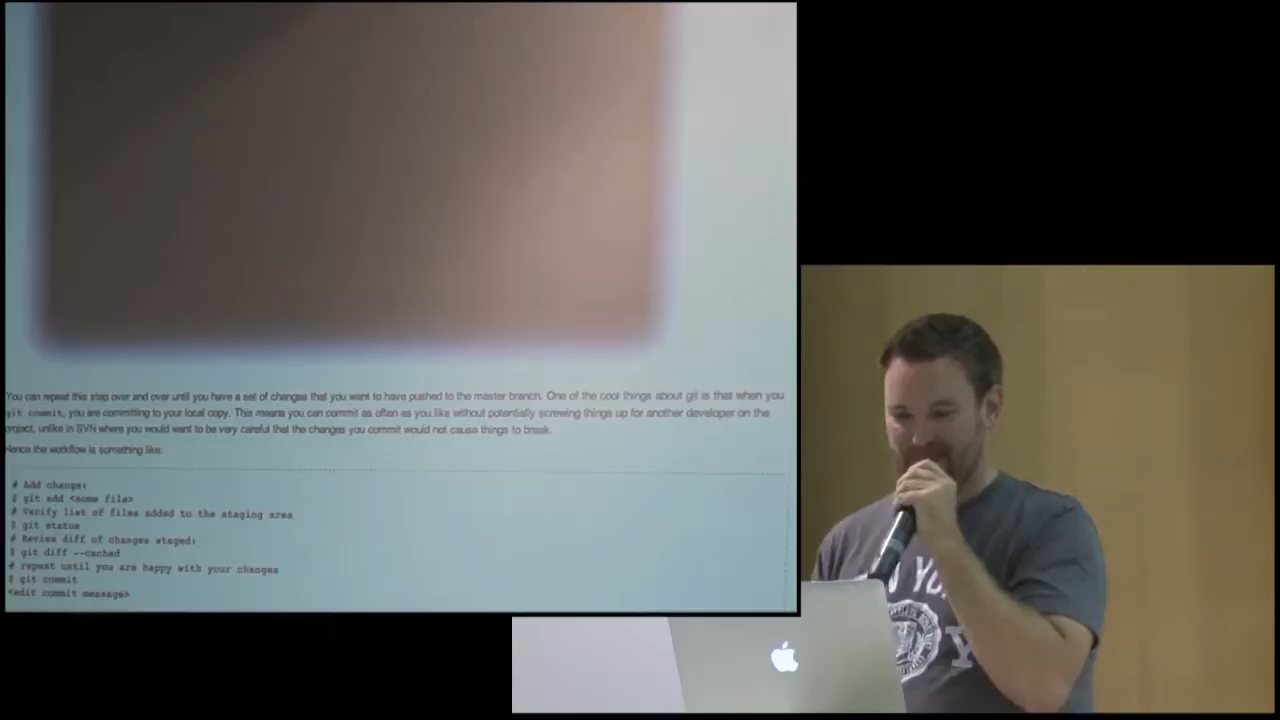 You can repeat this step over and over until you have a set of changes that you want to have pushed to the master branch. One of the cool things about git is that when you
git commit, you are committing to your local copy. This means you can commit as often as you like without potentially screwing things up for another developer on the
project, unlike in SVN where you would want to be very careful that the changes you commit would not cause things to break.
Hence the workflow is something like:
# Add change:
$ git add <some file>
# Verify list of files added to the staging area
$ git status
# Review diff of changes staged:
$ git diff --cached
# repeat until you are happy with your changes
$ git commit
<edit commit message>